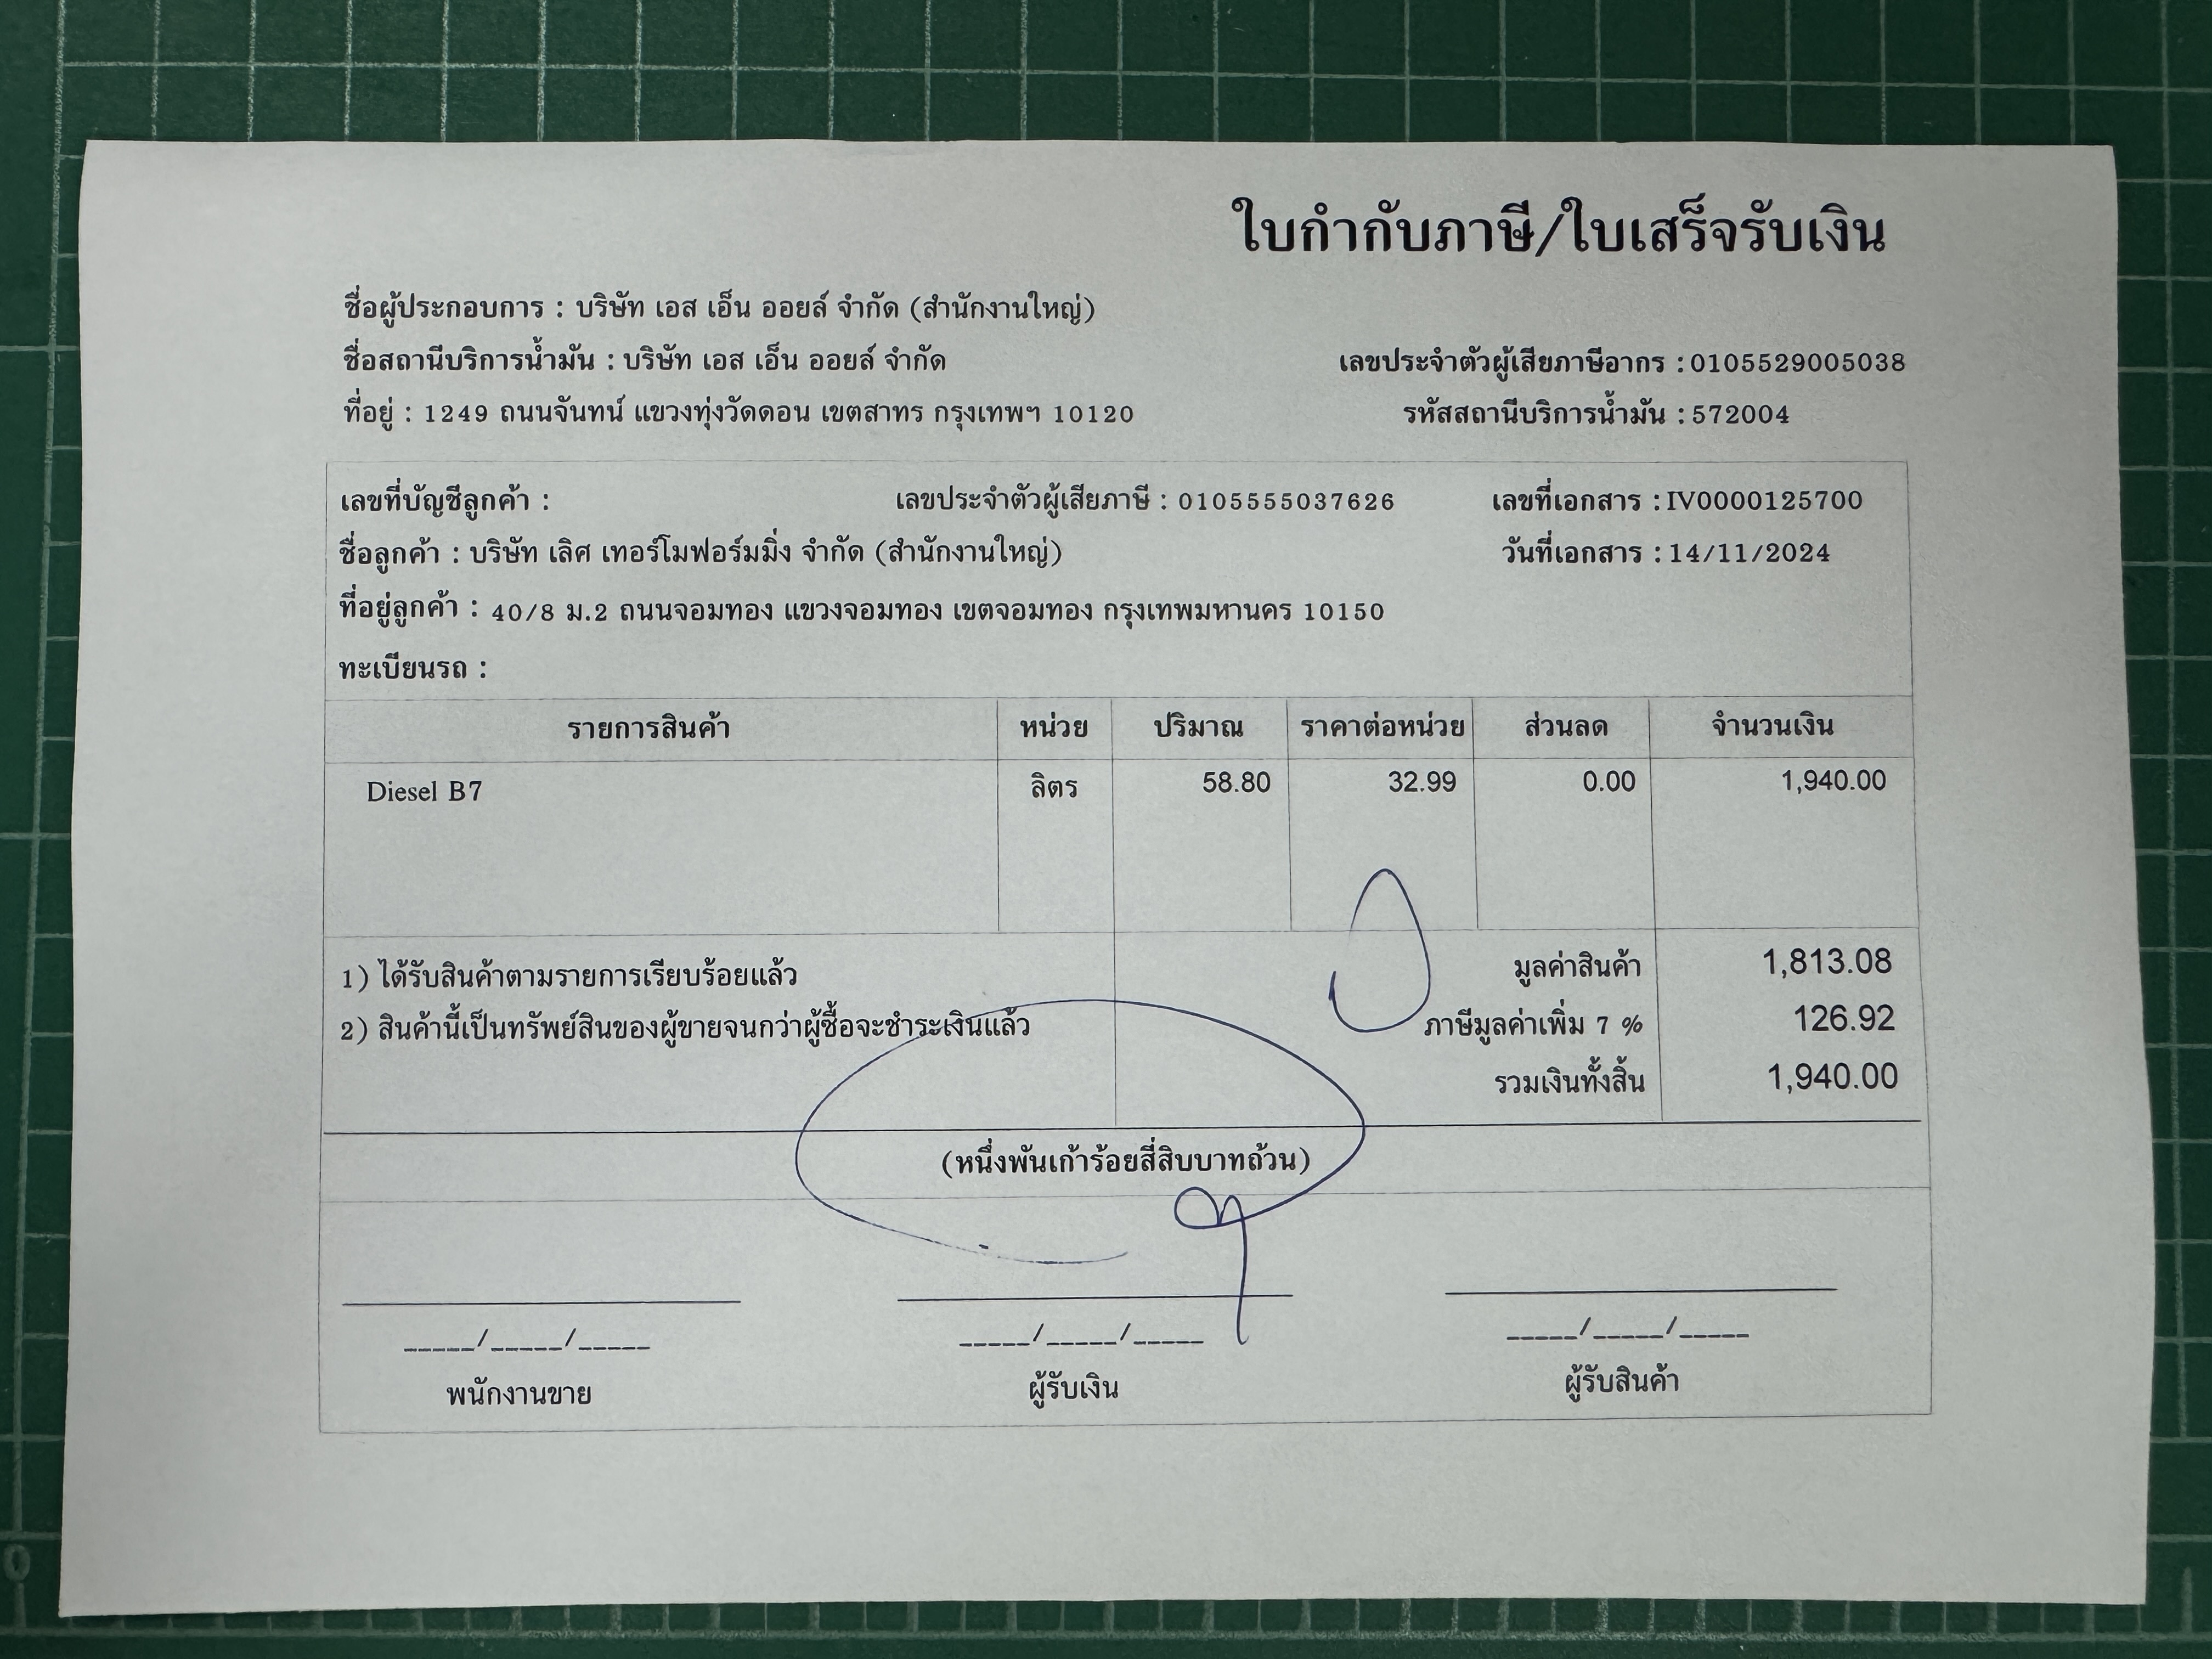 ใบกำกับภาษี/ใบเสร็จรับเงิน
ชื่อผู้ประกอบการ : บริษัท เอส เอ็น ออยล์ จำกัด (สำนักงานใหญ่)
ชื่อสถานีบริการน้ำมัน : บริษัท เอส เอ็น ออยล์ จำกัด เลขประจำตัวผู้เสียภาษีอากร : 0105529005038
ที่อยู่ : 1249 ถนนจันทน์ แขวงทุ่งวัดดอน เขตสาทร กรุงเทพฯ 10120 รหัสสถานีบริการน้ำมัน : 572004
เลขที่บัญชีลูกค้า : เลขประจำตัวผู้เสียภาษี : 0105555037626 เลขที่เอกสาร : IV0000125700
ชื่อลูกค้า : บริษัท เลิศ เทอร์โมฟอร์มมิ่ง จำกัด (สำนักงานใหญ่) วันที่เอกสาร : 14/11/2024
ที่อยู่ลูกค้า : 40/8 ม.2 ถนนจอมทอง แขวงจอมทอง เขตจอมทอง กรุงเทพมหานคร 10150
ทะเบียนรถ :
รายการสินค้า หน่วย ปริมาณ ราคาต่อหน่วย ส่วนลด จำนวนเงิน
Diesel B7 ลิตร 58.80 32.99 0.00 1,940.00
1) ได้รับสินค้าตามรายการเรียบร้อยแล้ว มูลค่าสินค้า 1,813.08
2) สินค้านี้เป็นทรัพย์สินของผู้ขายจนกว่าผู้ซื้อจะชำระเงินแล้ว ภาษีมูลค่าเพิ่ม 7 % 126.92
รวมเงินทั้งสิ้น 1,940.00
(หนึ่งพันเก้าร้อยสี่สิบบาทถ้วน)
_____/_____/_____ _____/_____/_____ _____/_____/_____
พนักงานขาย ผู้รับเงิน ผู้รับสินค้า
0